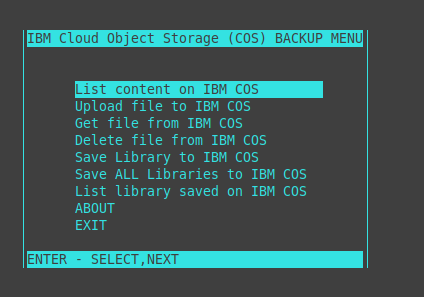 IBM Cloud Object Storage (COS) BACKUP MENU
List content on IBM COS
Upload file to IBM COS
Get file from IBM COS
Delete file from IBM COS
Save Library to IBM COS
Save ALL Libraries to IBM COS
List library saved on IBM COS
ABOUT
EXIT
ENTER - SELECT,NEXT